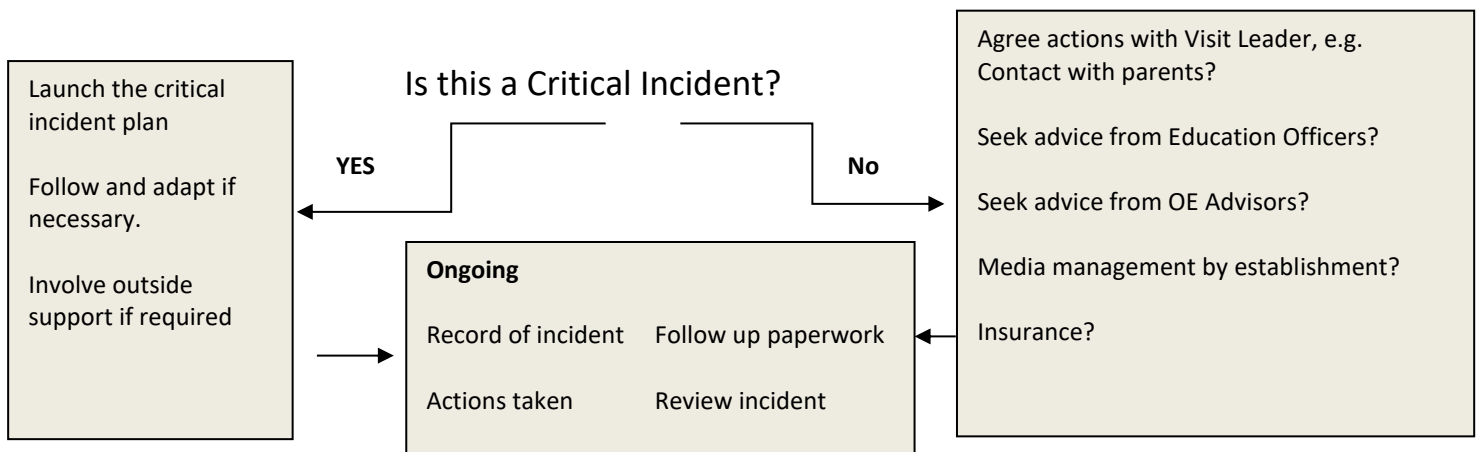 Is this a Critical Incident?
YES
No
Launch the critical
incident plan
Follow and adapt if
necessary.
Involve outside
support if required
Agree actions with Visit Leader, e.g.
Contact with parents?
Seek advice from Education Officers?
Seek advice from OE Advisors?
Media management by establishment?
Insurance?
Ongoing
Record of incident Follow up paperwork
Actions taken Review incident